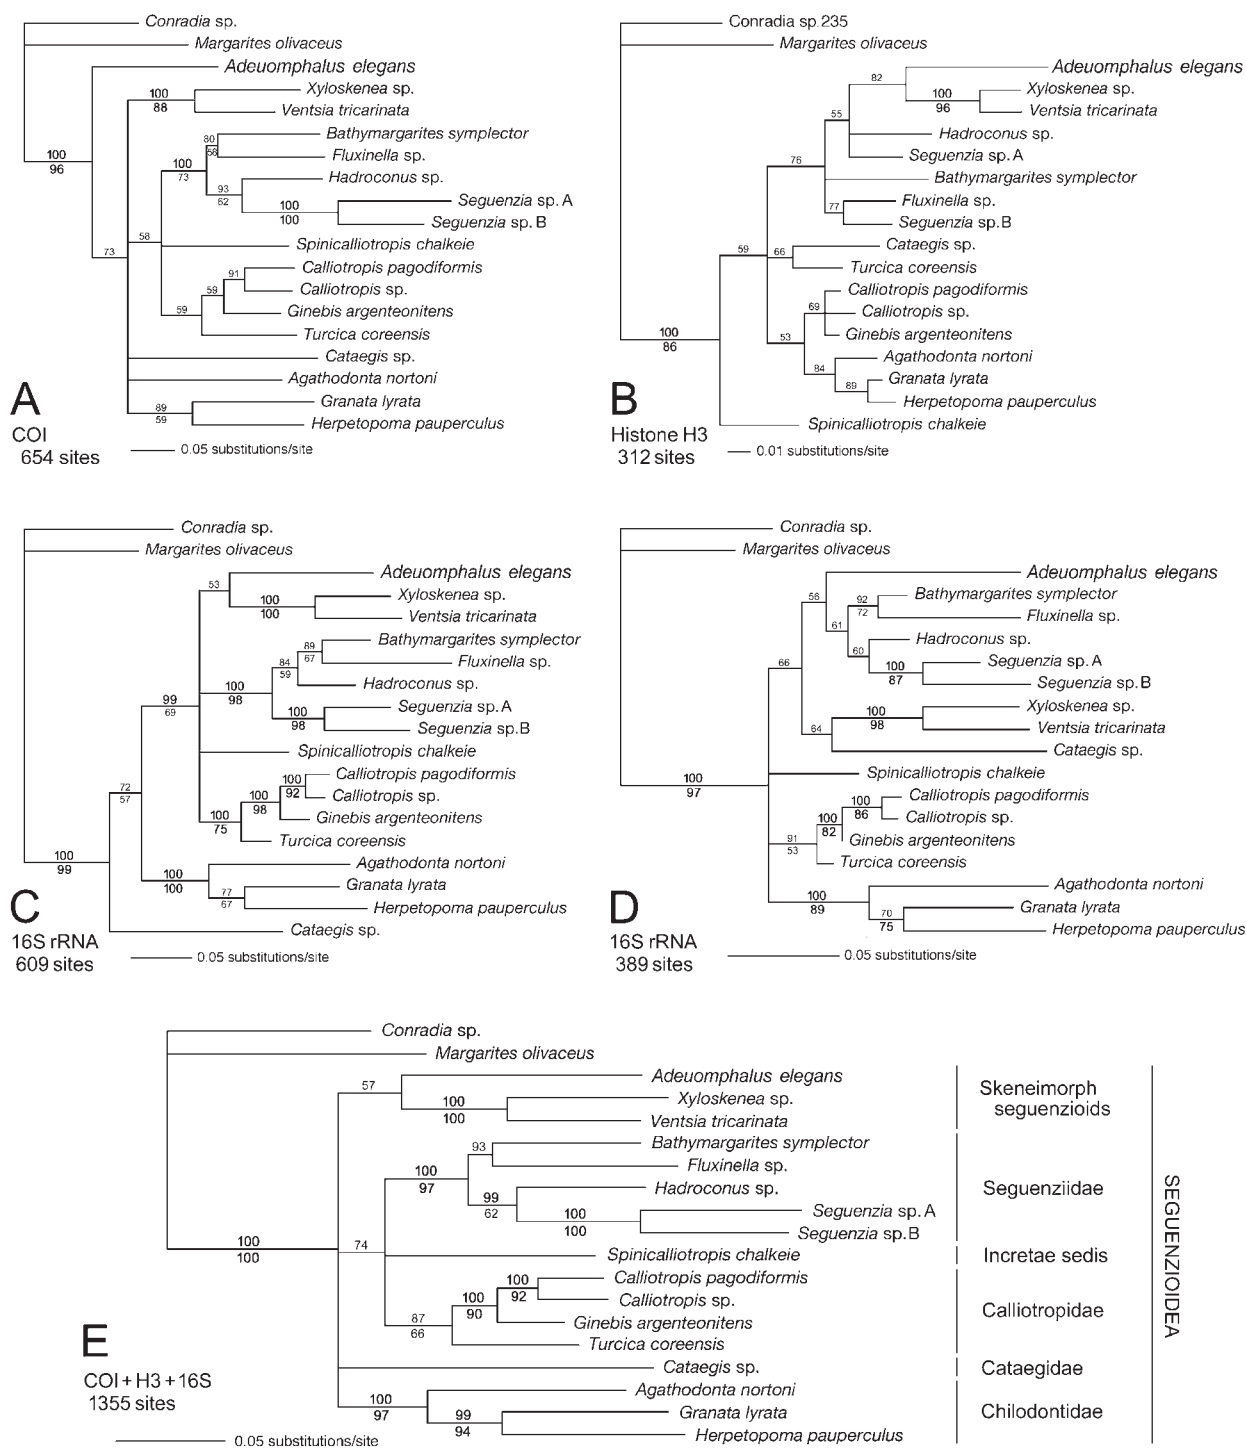 Conradia sp.
Margarites olivaceus
Adeuomphalus elegans
Xyloskenea sp.
100
88
Ventsia tricarinata
Bathymargarites symplector
80
58
Fluxinella sp.
100
96
100
73
Hadroconus sp.
93
62
Seguenzia sp. A
100
100
Seguenzia sp. B
58
Spinicalliotropis chalkeie
73
Calliotropis pagodiformis
91
Calliotropis sp.
59
Ginebis argenteonitens
59
Turcica coreensis
Cataegis sp.
Agathodonta nortoni
Granata lyrata
89
59
Herpetopoma pauperculus
A
COI
654 sites
0.05 substitutions/site
Conradia sp.235
Margarites olivaceus
Adeuomphalus elegans
82
Xyloskenea sp.
100
96
Ventsia tricarinata
55
Hadroconus sp.
Seguenzia sp. A
76
Bathymargarites symplector
Fluxinella sp.
77
Seguenzia sp. B
59
Cataegis sp.
66
Turcica coreensis
Calliotropis pagodiformis
69
Calliotropis sp.
100
86
53
Ginebis argenteonitens
Agathodonta nortoni
84
Granata lyrata
89
Herpetopoma pauperculus
Spinicalliotropis chalkeie
B
Histone H3
312 sites
0.01 substitutions/site
Conradia sp.
Margarites olivaceus
Adeuomphalus elegans
53
Xyloskenea sp.
100
100
Ventsia tricarinata
Bathymargarites symplector
89
67
Fluxinella sp.
84
59
Hadroconus sp.
100
98
Seguenzia sp. A
99
69
100
98
Seguenzia sp. B
Spinicalliotropis chalkeie
Calliotropis pagodiformis
100
92
Calliotropis sp.
72
57
100
98
Ginebis argenteonitens
100
75
Turcica coreensis
100
99
Agathodonta nortoni
100
100
Granata lyrata
77
67
Herpetopoma pauperculus
Cataegis sp.
C
16S rRNA
609 sites
0.05 substitutions/site
Conradia sp.
Margarites olivaceus
Adeuomphalus elegans
56
Bathymargarites symplector
92
72
Fluxinella sp.
61
Hadroconus sp.
60
Seguenzia sp. A
66
100
87
Seguenzia sp. B
Xyloskenea sp.
100
98
Ventsia tricarinata
64
Cataegis sp.
100
97
Spinicalliotropis chalkeie
Calliotropis pagodiformis
100
86
Calliotropis sp.
100
82
Ginebis argenteonitens
91
53
Turcica coreensis
Agathodonta nortoni
100
89
Granata lyrata
70
75
Herpetopoma pauperculus
D
16S rRNA
389 sites
0.05 substitutions/site
Conradia sp.
Margarites olivaceus
Adeuomphalus elegans
57
Xyloskenea sp.
100
100
Ventsia tricarinata
Skeneimorph
seguenzioids
Bathymargarites symplector
93
Fluxinella sp.
100
97
Hadroconus sp.
99
62
Seguenzia sp. A
100
100
Seguenzia sp. B
Seguenziidae
100
100
74
Spinicalliotropis chalkeie
Incretae sedis
Calliotropis pagodiformis
100
92
Calliotropis sp.
100
90
Ginebis argenteonitens
87
66
Turcica coreensis
Calliotropidae
Cataegis sp.
Cataegidae
Agathodonta nortoni
100
97
Granata lyrata
99
94
Herpetopoma pauperculus
Chilodontidae
SEGUENZIOIDEA
E
COI + H3 + 16S
1355 sites
0.05 substitutions/site